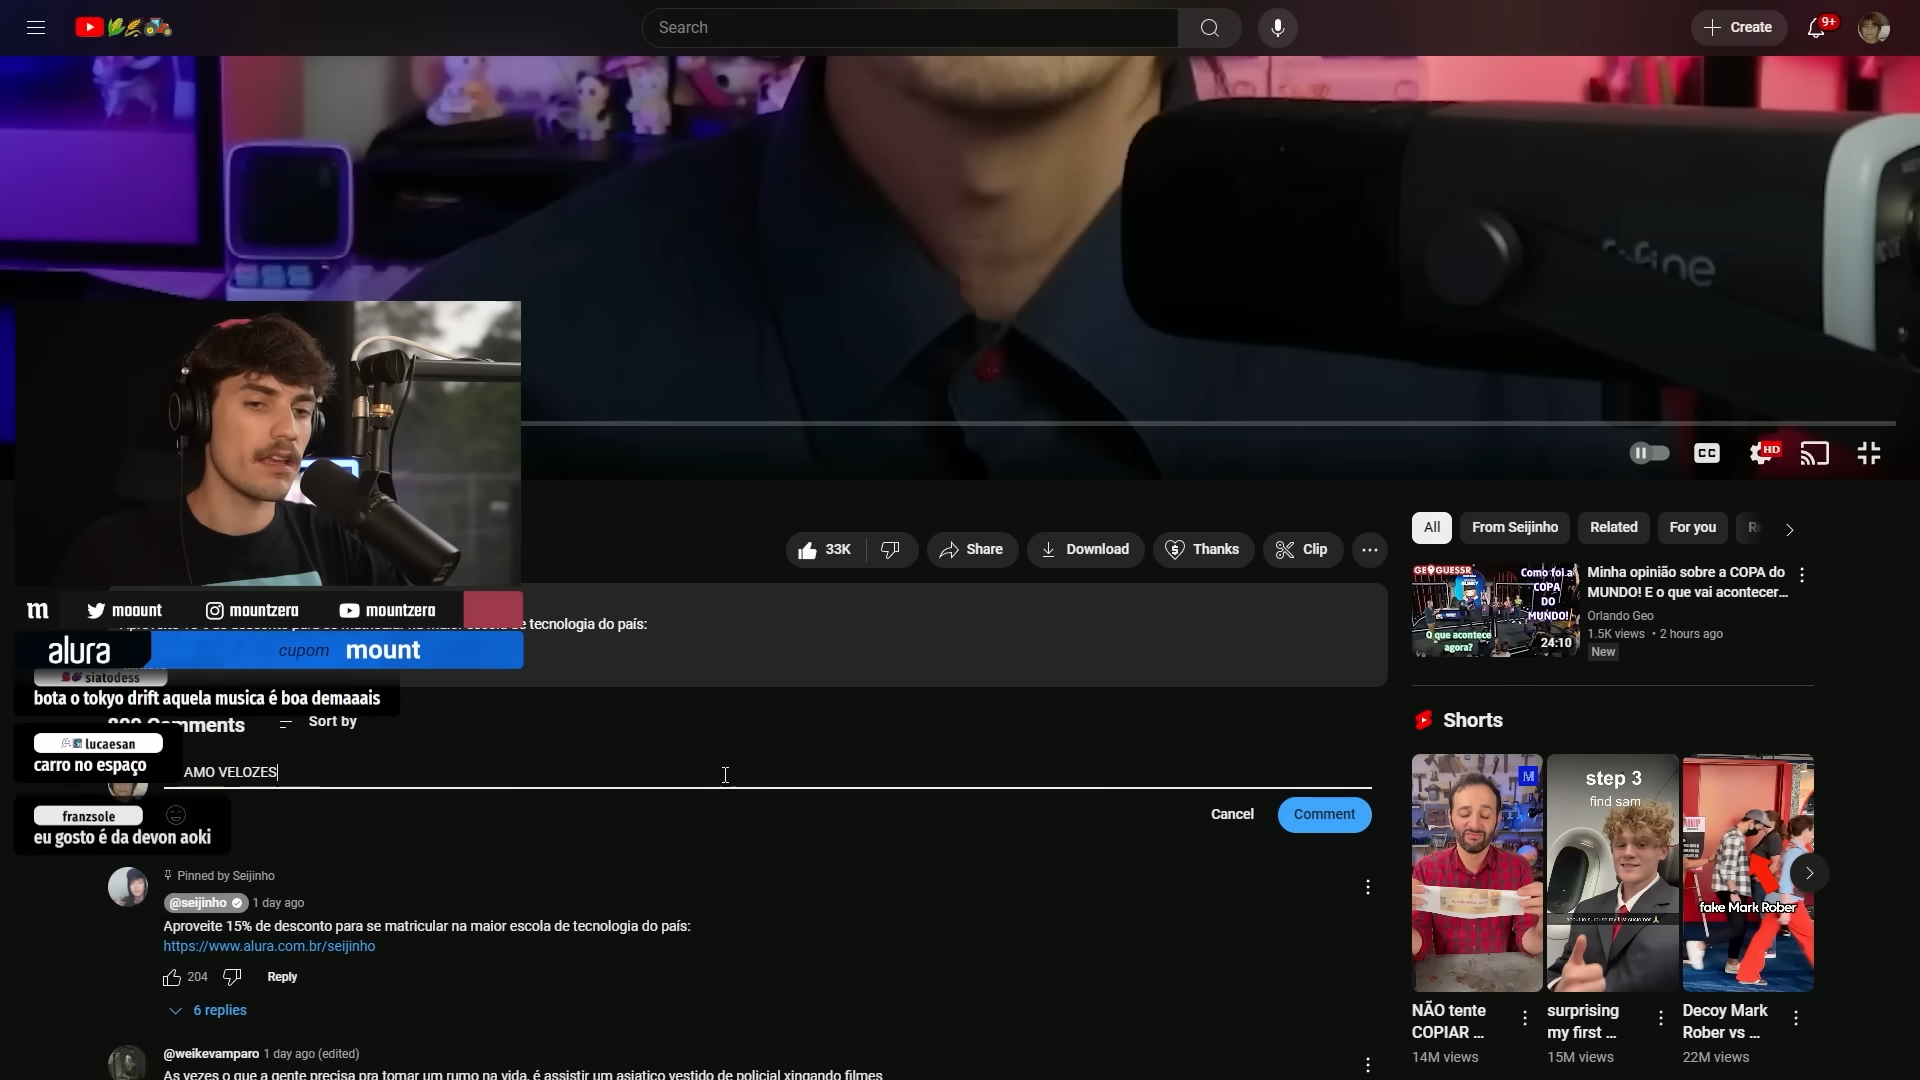 Search
Create
9+
fine
HD
CC
33K
Share
Download
Thanks
Clip
All
From Seijinho
Related
For you
m
moount
mountzera
mountzera
tecnologia do país:
alura
cupom mount
siatodess
bota o tokyo drift aquela musica é boa demaaais
Comments
Sort by
lucaesan
carro no espaço
AMO VELOZES
franzsole
eu gosto é da devon aoki
Cancel
Comment
Pinned by Seijinho
@seijinho 1 day ago
Aproveite 15% de desconto para se matricular na maior escola de tecnologia do país:
https://www.alura.com.br/seijinho
204
Reply
6 replies
@weikevamparo 1 day ago (edited)
As vezes o que a gente precisa pra tomar um rumo na vida, é assistir um asiatico vestido de policial xingando filmes
GEOGUESSR
Como foi a
COPA
DO
MUNDO!
O que acontece
agora?
24:10
Minha opinião sobre a COPA do
MUNDO! E o que vai acontecer...
Orlando Geo
1.5K views • 2 hours ago
New
Shorts
M
step 3
find sam
fake Mark Rober
NÃO tente
COPIAR ...
14M views
surprising
my first ...
15M views
Decoy Mark
Rober vs ...
22M views